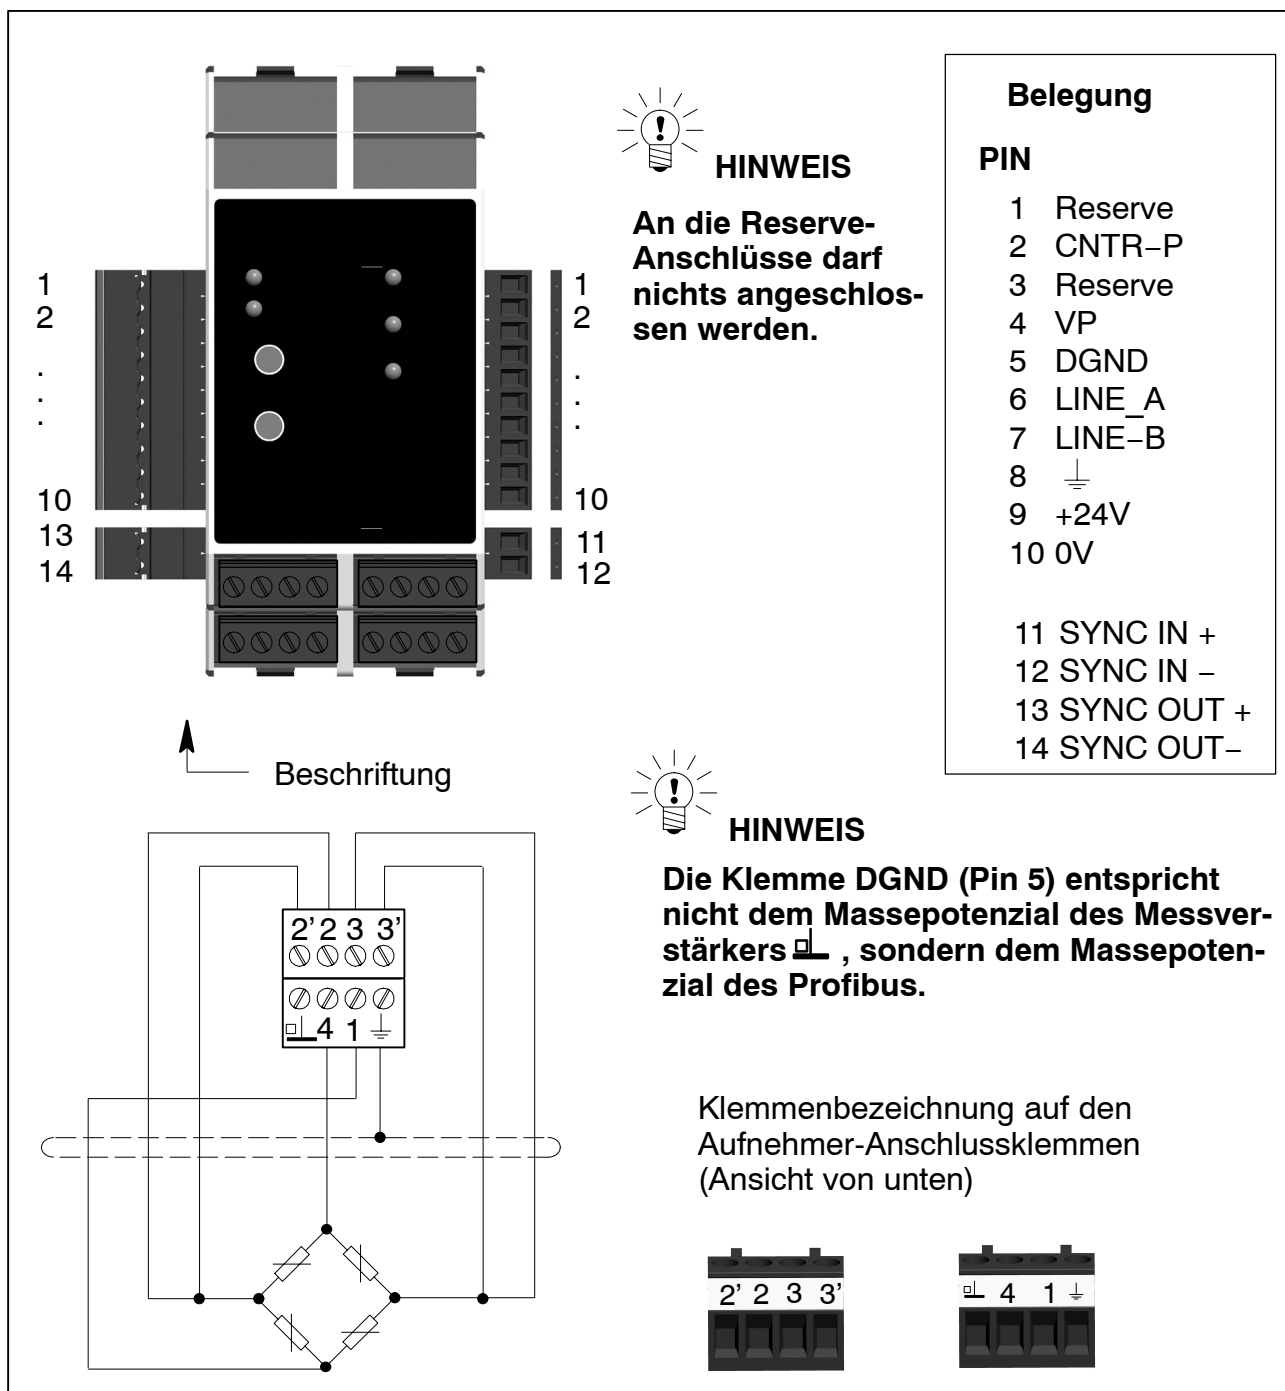 Belegung
PIN
1 Reserve
2 CNTR–P
3 Reserve
4 VP
5 DGND
6 LINE_A
7 LINE–B
8
9 +24V
10 0V
11 SYNC IN +
12 SYNC IN –
13 SYNC OUT +
14 SYNC OUT–
HINWEIS
An die Reserve-
Anschlüsse darf
nichts angeschlos-
sen werden.
1
2
.
.
.
10
13
14
1
2
.
.
.
10
11
12
Beschriftung
HINWEIS
Die Klemme DGND (Pin 5) entspricht
nicht dem Massepotenzial des Messver-
stärkers , sondern dem Massepoten-
zial des Profibus.
2’ 2 3 3’
4 1
Klemmenbezeichnung auf den
Aufnehmer-Anschlussklemmen
(Ansicht von unten)
2’ 2 3 3’
4 1